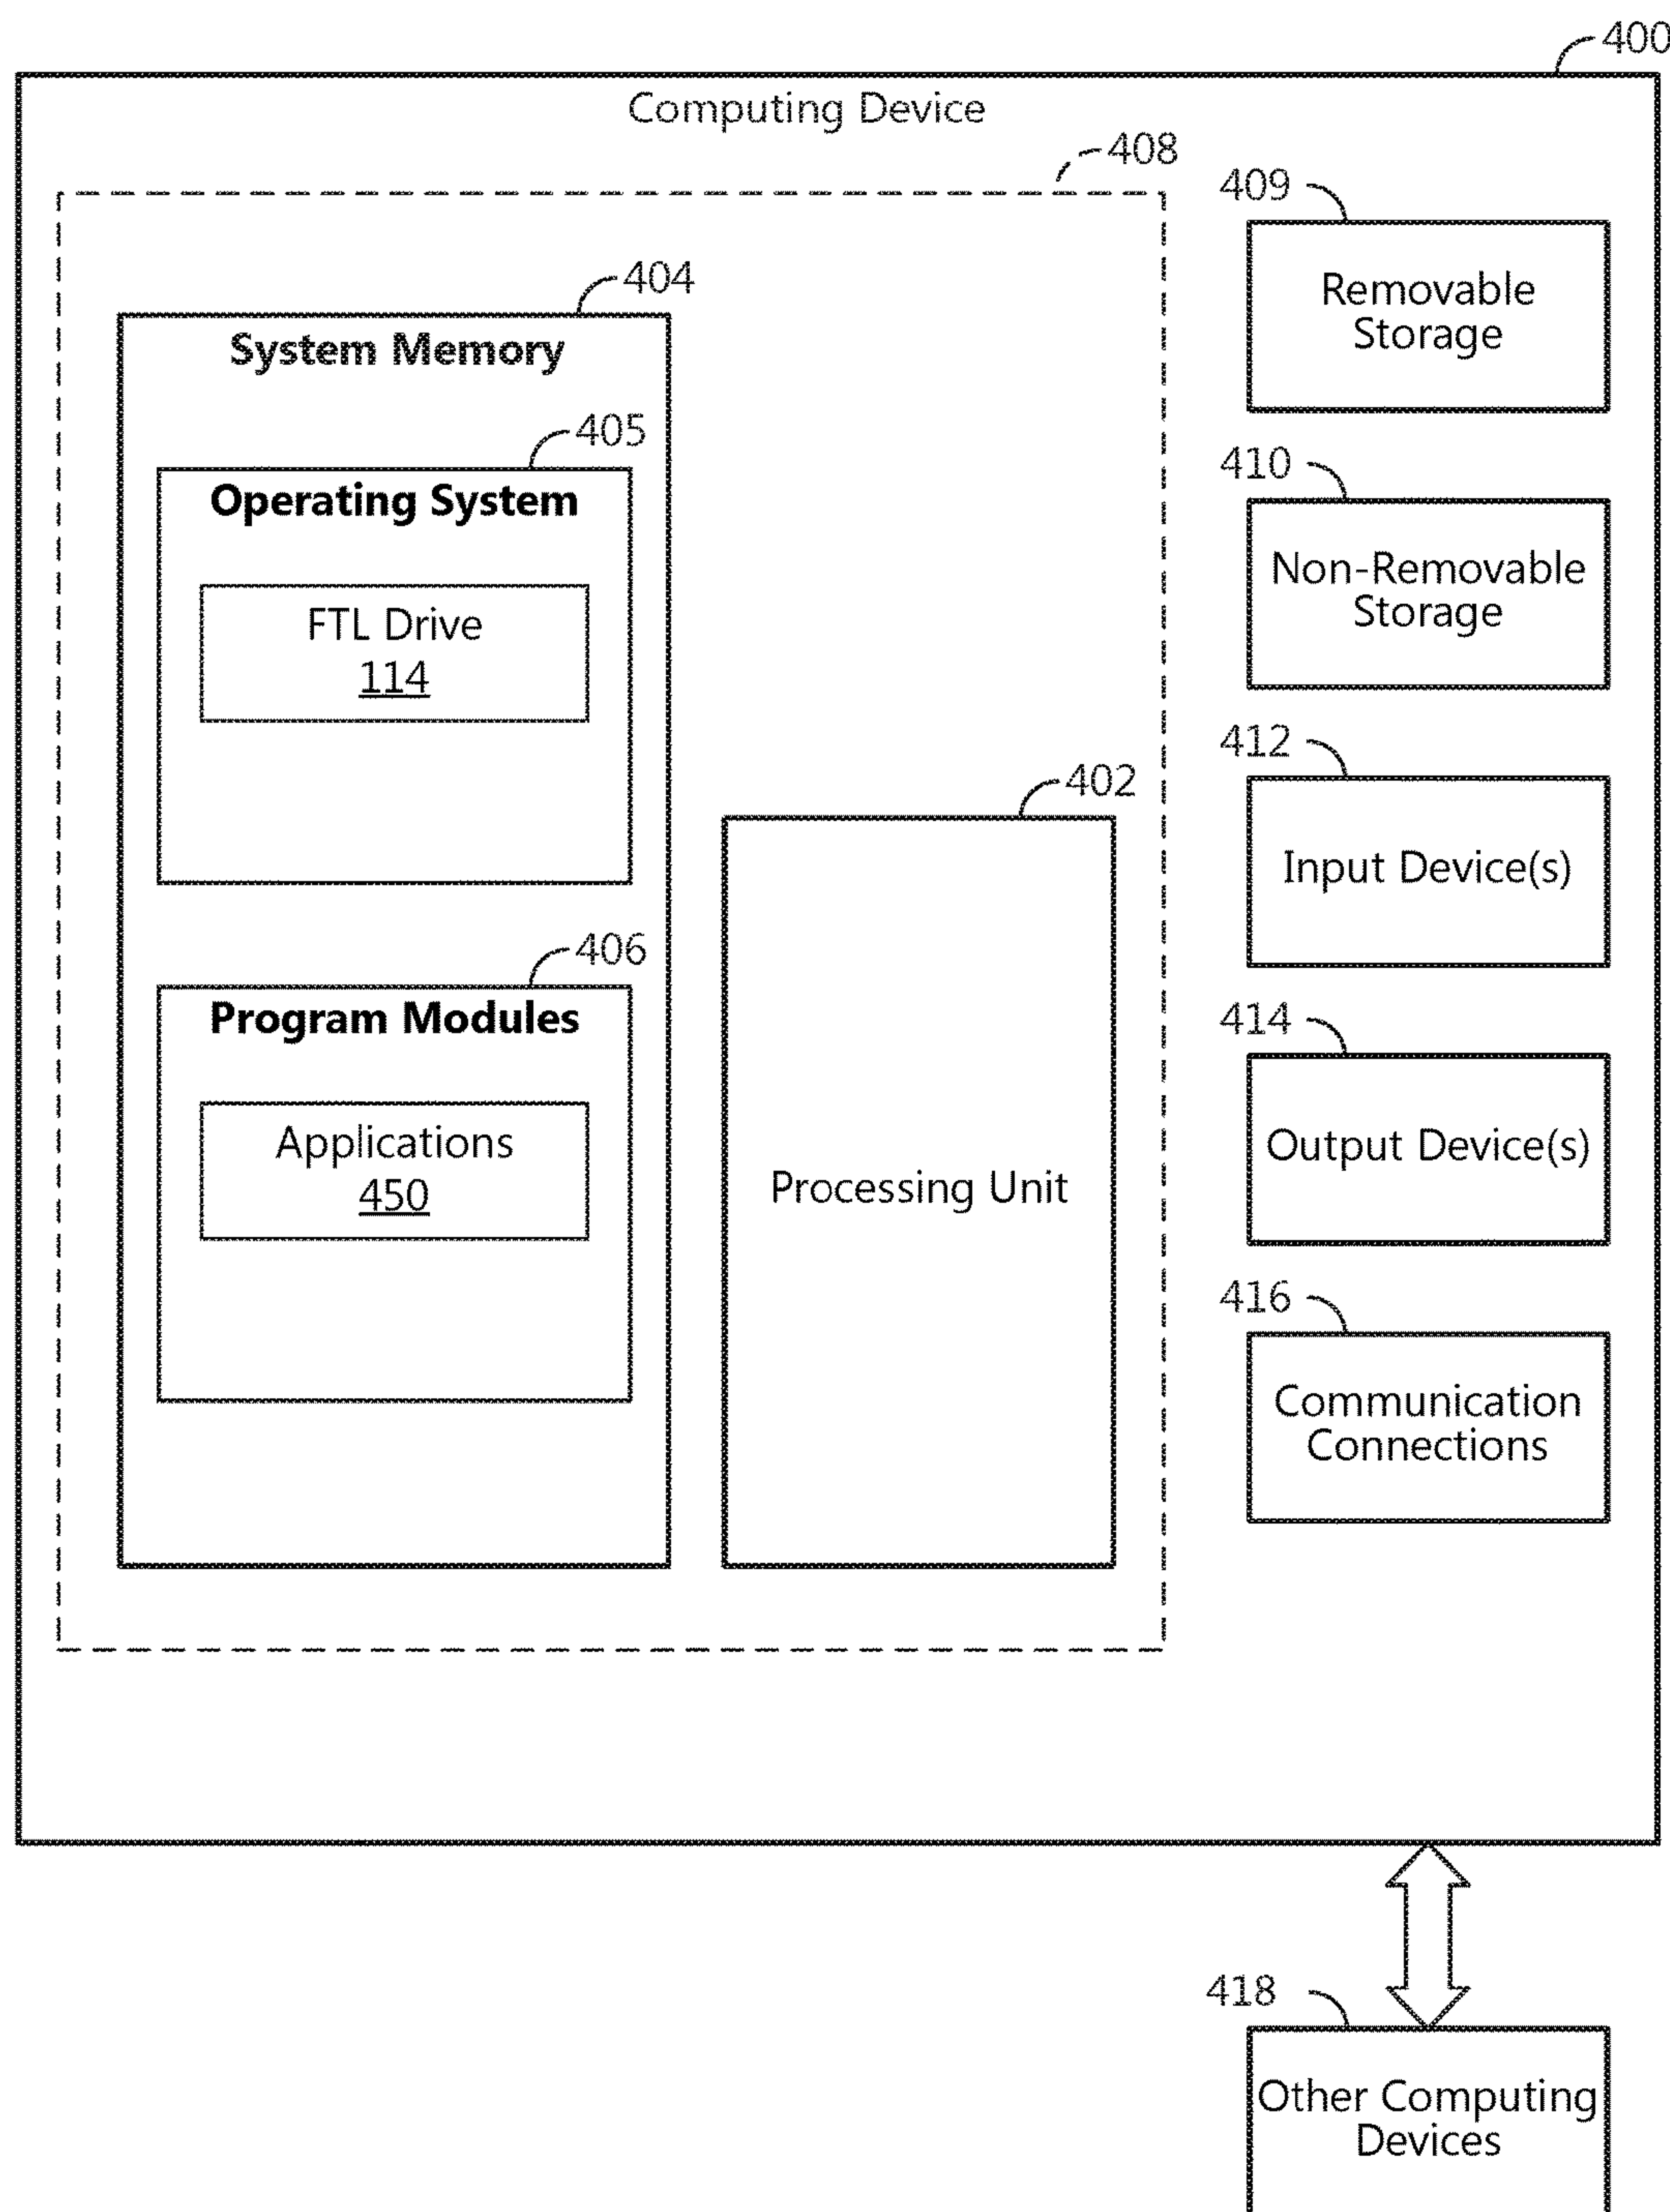 400
Computing Device
408
404
System Memory
405
Operating System
FTL Drive
114
406
Program Modules
Applications
450
402
Processing Unit
409
Removable
Storage
410
Non-Removable
Storage
412
Input Device(s)
414
Output Device(s)
416
Communication
Connections
418
Other Computing
Devices